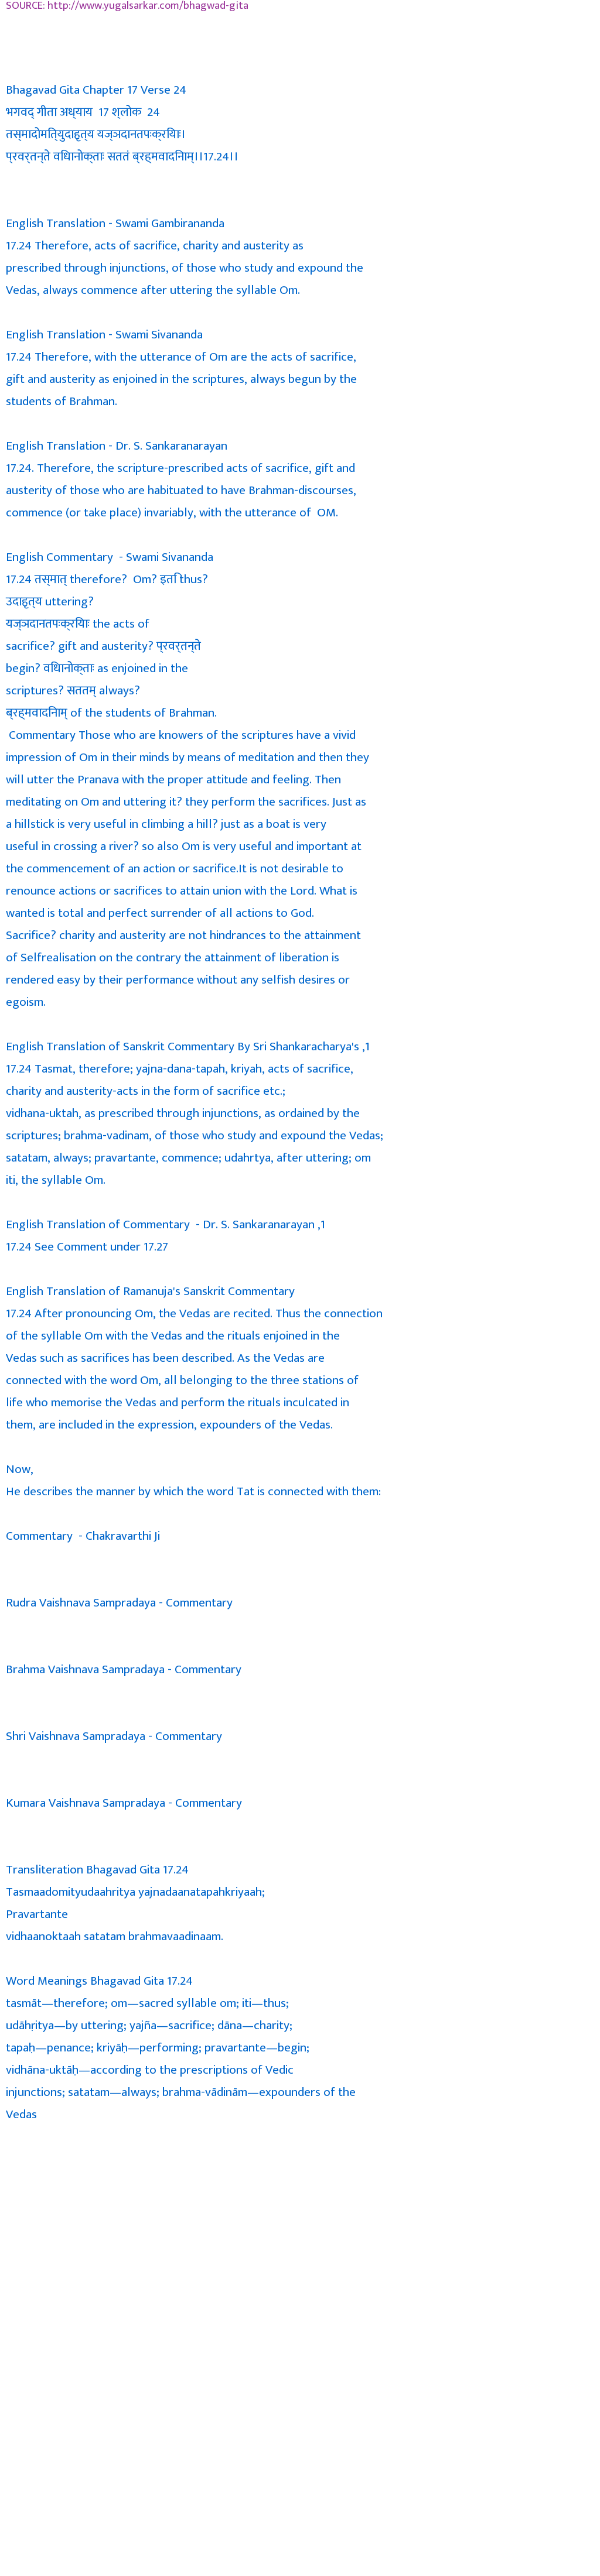 SOURCE: http://www.yugalsarkar.com/bhagwad-gita
Bhagavad Gita Chapter 17 Verse 24
भगवद् गीता अध्याय 17 श्लोक 24
तस्मादोमित्युदाहृत्य यज्ञदानतपःक्रियाः।
प्रवर्तन्ते विधानोक्ताः सततं ब्रह्मवादिनाम्।।17.24।।
English Translation - Swami Gambirananda
17.24 Therefore, acts of sacrifice, charity and austerity as
prescribed through injunctions, of those who study and expound the
Vedas, always commence after uttering the syllable Om.
English Translation - Swami Sivananda
17.24 Therefore, with the utterance of Om are the acts of sacrifice,
gift and austerity as enjoined in the scriptures, always begun by the
students of Brahman.
English Translation - Dr. S. Sankaranarayan
17.24. Therefore, the scripture-prescribed acts of sacrifice, gift and
austerity of those who are habituated to have Brahman-discourses,
commence (or take place) invariably, with the utterance of OM.
English Commentary - Swami Sivananda
17.24 तस्मात् therefore? Om? इति thus?
उदाहृत्य uttering?
यज्ञदानतपःक्रियाः the acts of
sacrifice? gift and austerity? प्रवर्तन्ते
begin? विधानोक्ताः as enjoined in the
scriptures? सततम् always?
ब्रह्मवादिनाम् of the students of Brahman.
Commentary Those who are knowers of the scriptures have a vivid
impression of Om in their minds by means of meditation and then they
will utter the Pranava with the proper attitude and feeling. Then
meditating on Om and uttering it? they perform the sacrifices. Just as
a hillstick is very useful in climbing a hill? just as a boat is very
useful in crossing a river? so also Om is very useful and important at
the commencement of an action or sacrifice.It is not desirable to
renounce actions or sacrifices to attain union with the Lord. What is
wanted is total and perfect surrender of all actions to God.
Sacrifice? charity and austerity are not hindrances to the attainment
of Selfrealisation on the contrary the attainment of liberation is
rendered easy by their performance without any selfish desires or
egoism.
English Translation of Sanskrit Commentary By Sri Shankaracharya's ,1
17.24 Tasmat, therefore; yajna-dana-tapah, kriyah, acts of sacrifice,
charity and austerity-acts in the form of sacrifice etc.;
vidhana-uktah, as prescribed through injunctions, as ordained by the
scriptures; brahma-vadinam, of those who study and expound the Vedas;
satatam, always; pravartante, commence; udahrtya, after uttering; om
iti, the syllable Om.
English Translation of Commentary - Dr. S. Sankaranarayan ,1
17.24 See Comment under 17.27
English Translation of Ramanuja's Sanskrit Commentary
17.24 After pronouncing Om, the Vedas are recited. Thus the connection
of the syllable Om with the Vedas and the rituals enjoined in the
Vedas such as sacrifices has been described. As the Vedas are
connected with the word Om, all belonging to the three stations of
life who memorise the Vedas and perform the rituals inculcated in
them, are included in the expression, expounders of the Vedas.
Now,
He describes the manner by which the word Tat is connected with them:
Commentary - Chakravarthi Ji
Rudra Vaishnava Sampradaya - Commentary
Brahma Vaishnava Sampradaya - Commentary
Shri Vaishnava Sampradaya - Commentary
Kumara Vaishnava Sampradaya - Commentary
Transliteration Bhagavad Gita 17.24
Tasmaadomityudaahritya yajnadaanatapahkriyaah;
Pravartante
vidhaanoktaah satatam brahmavaadinaam.
Word Meanings Bhagavad Gita 17.24
tasmāt—therefore; om—sacred syllable om; iti—thus;
udāhṛitya—by uttering; yajña—sacrifice; dāna—charity;
tapaḥ—penance; kriyāḥ—performing; pravartante—begin;
vidhāna-uktāḥ—according to the prescriptions of Vedic
injunctions; satatam—always; brahma-vādinām—expounders of the
Vedas